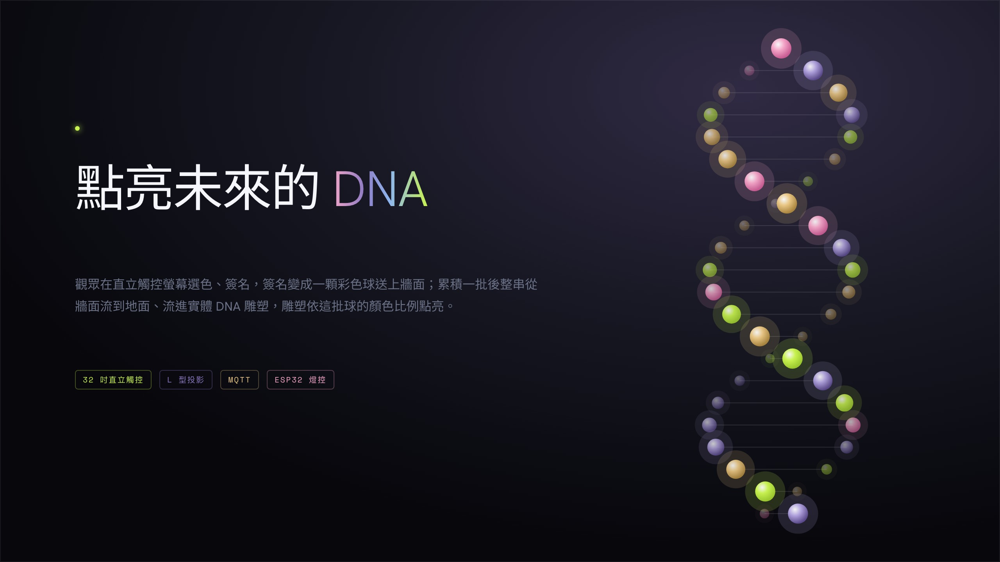 點亮未來的 DNA
觀眾在直立觸控螢幕選色、簽名，簽名變成一顆彩色球送上牆面；累積一批後整串從
牆面流到地面、流進實體 DNA 雕塑，雕塑依這批球的顏色比例點亮。
32 吋直立觸控
L 型投影
MQTT
ESP32 燈控